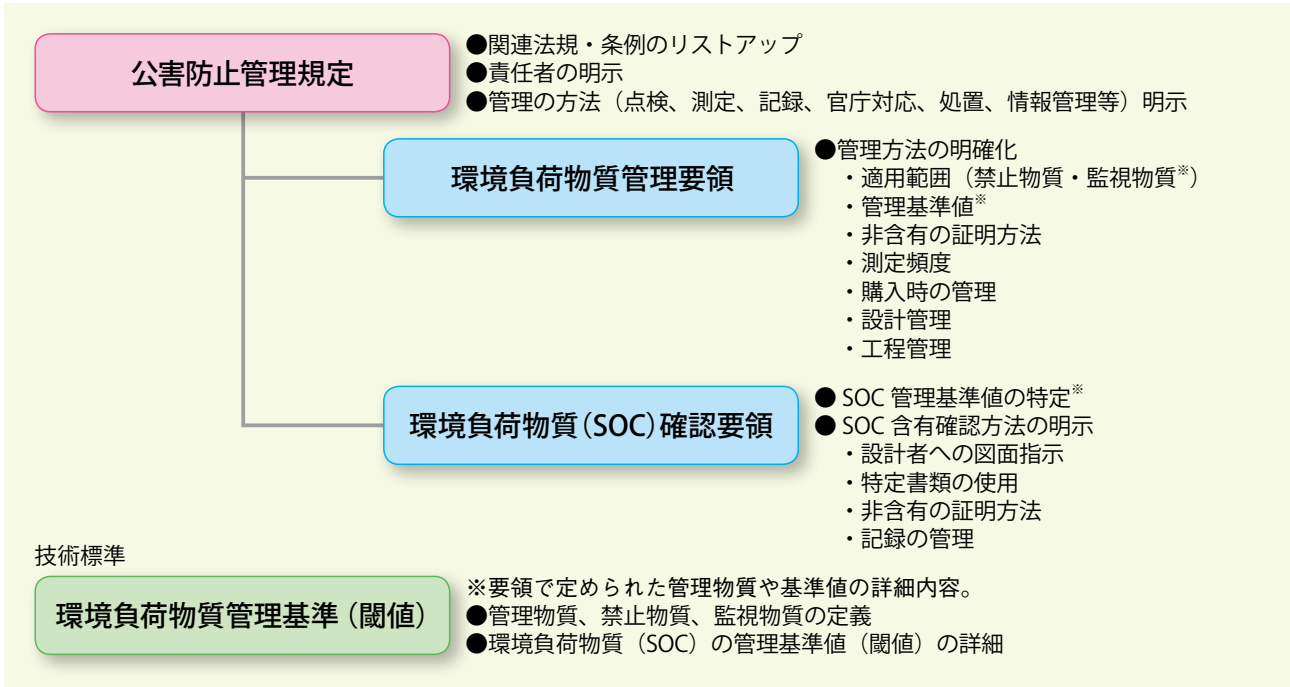 公害防止管理規定
●関連法規・条例のリストアップ
●責任者の明示
●管理の方法（点検、測定、記録、官庁対応、処置、情報管理等）明示
環境負荷物質管理要領
●管理方法の明確化
・適用範囲（禁止物質・監視物質※）
・管理基準値※
・非含有の証明方法
・測定頻度
・購入時の管理
・設計管理
・工程管理
環境負荷物質（SOC）確認要領
● SOC 管理基準値の特定※
● SOC 含有確認方法の明示
・設計者への図面指示
・特定書類の使用
・非含有の証明方法
・記録の管理
技術標準
環境負荷物質管理基準（閾値）
※要領で定められた管理物質や基準値の詳細内容。
●管理物質、禁止物質、監視物質の定義
●環境負荷物質（SOC）の管理基準値（閾値）の詳細